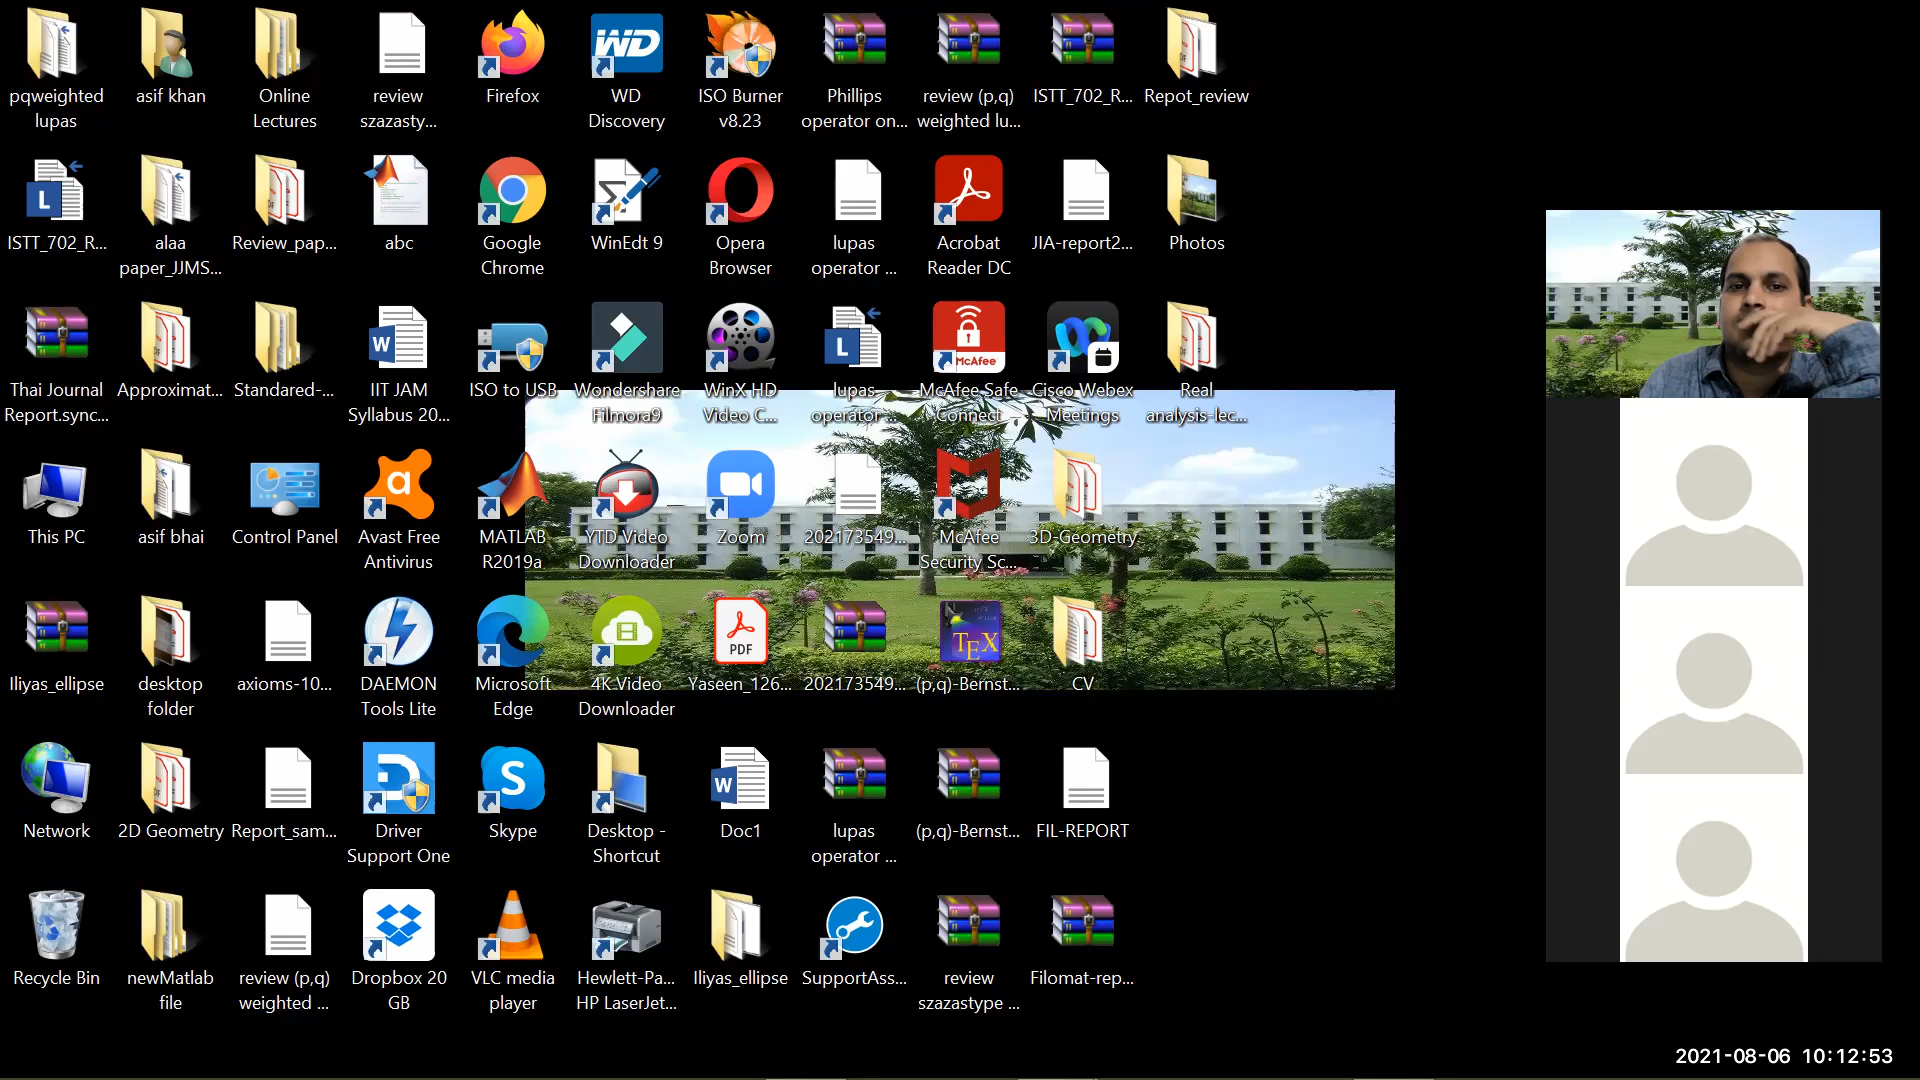 pqweighted
lupas
asif khan
Online
Lectures
review
szazasty...
Firefox
WD
WD
Discovery
ISO Burner
v8.23
Phillips
operator on...
review (p,q)
weighted lu...
ISTT_702_R...
Repot_review
L
ISTT_702_R...
alaa
paper_JJMS...
Review_pap...
abc
Google
Chrome
WinEdt 9
Opera
Browser
lupas
operator ...
Acrobat
Reader DC
JIA-report2...
Photos
Thai Journal
Report.sync...
Approximat...
Standared-...
W
IIT JAM
Syllabus 20...
ISO to USB
Wondershare
Filmora9
WinX HD
Video C...
L
lupas
operator ...
McAfee
McAfee Safe
Connect
Cisco Webex
Meetings
Real
analysis-lec...
This PC
asif bhai
Control Panel
a
Avast Free
Antivirus
MATLAB
R2019a
YTD Video
Downloader
Zoom
202173549...
McAfee
Security Sc...
3D-Geometry
Iliyas_ellipse
desktop
folder
axioms-10...
DAEMON
Tools Lite
Microsoft
Edge
4K Video
Downloader
PDF
Yaseen_126...
202173549...
TEX
(p,q)-Bernst...
CV
Network
2D Geometry
Report_sam...
Driver
Support One
S
Skype
Desktop -
Shortcut
W
Doc1
lupas
operator ...
(p,q)-Bernst...
FIL-REPORT
Recycle Bin
newMatlab
file
review (p,q)
weighted ...
Dropbox 20
GB
VLC media
player
Hewlett-Pa...
HP LaserJet...
Iliyas_ellipse
SupportAss...
review
szazastype ...
Filomat-rep...
2021-08-06 10:12:53